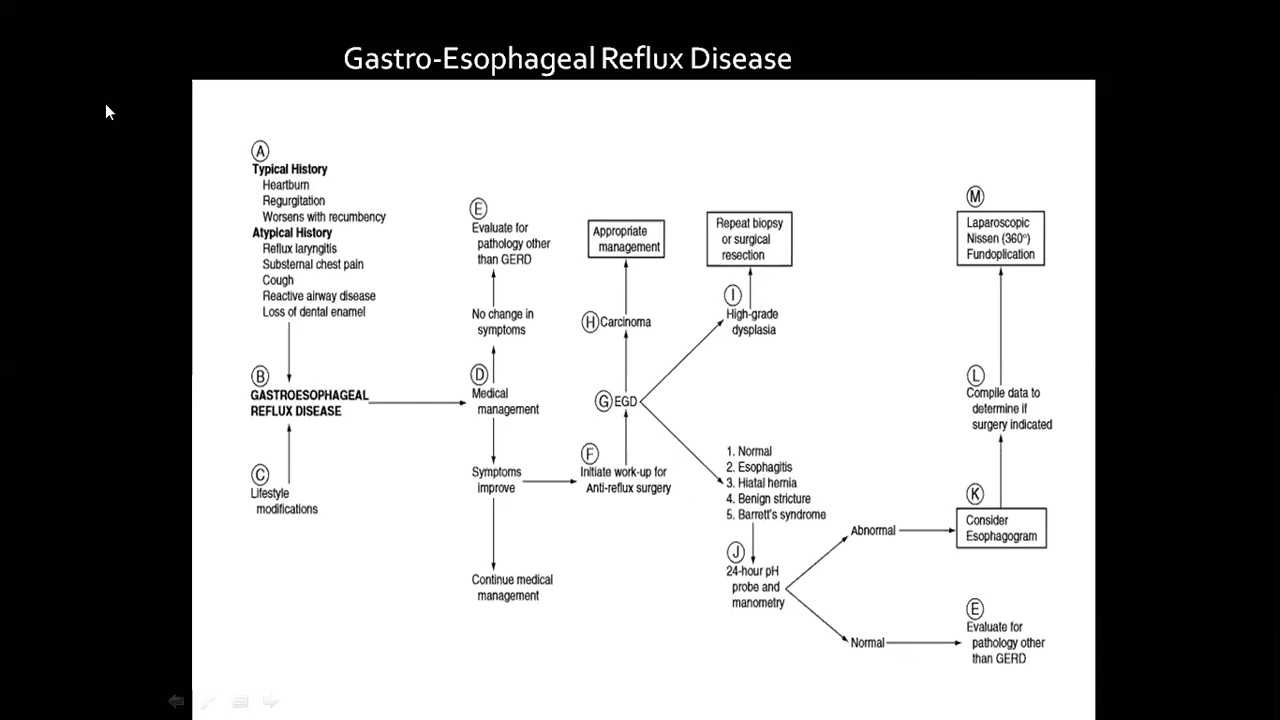 Gastro-Esophageal Reflux Disease
A
Typical History
Heartburn
Regurgitation
Worsens with recumbency
Atypical History
Reflux laryngitis
Substernal chest pain
Cough
Reactive airway disease
Loss of dental enamel
B
GASTROESOPHAGEAL
REFLUX DISEASE
C
Lifestyle
modifications
E
Evaluate for
pathology other
than GERD
No change in
symptoms
D
Medical
management
Symptoms
improve
Continue medical
management
Appropriate
management
H Carcinoma
G EGD
F
Initiate work-up for
Anti-reflux surgery
Repeat biopsy
or surgical
resection
I
High-grade
dysplasia
1. Normal
2. Esophagitis
3. Hiatal hernia
4. Benign stricture
5. Barrett's syndrome
J
24-hour pH
probe and
manometry
Abnormal
Normal
M
Laparoscopic
Nissen (360°)
Fundoplication
L
Compile data to
determine if
surgery indicated
K
Consider
Esophagogram
E
Evaluate for
pathology other
than GERD